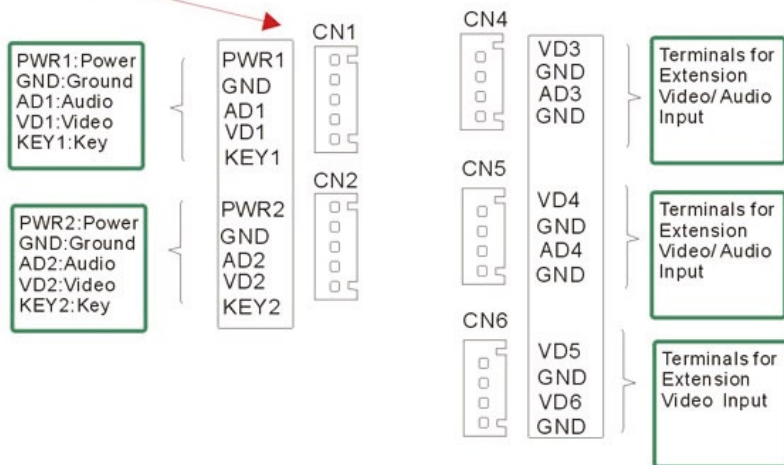 CN1
PWR1:Power
GND:Ground
AD1:Audio
VD1:Video
KEY1:Key
PWR1
GND
AD1
VD1
KEY1
CN2
PWR2:Power
GND:Ground
AD2:Audio
VD2:Video
KEY2:Key
PWR2
GND
AD2
VD2
KEY2
CN4
VD3
GND
AD3
GND
Terminals for
Extension
Video/ Audio
Input
CN5
VD4
GND
AD4
GND
Terminals for
Extension
Video/ Audio
Input
CN6
VD5
GND
VD6
GND
Terminals for
Extension
Video Input